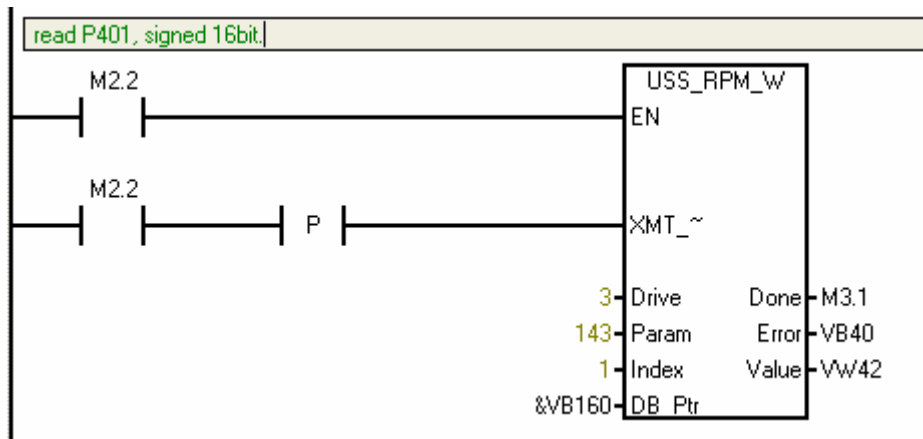 read P401, signed 16bit.
M2.2
USS_RPM_W
EN
M2.2
P
XMT_~
3 Drive Done M3.1
143 Param Error VB40
1 Index Value VW42
&VB160 DB_Ptr